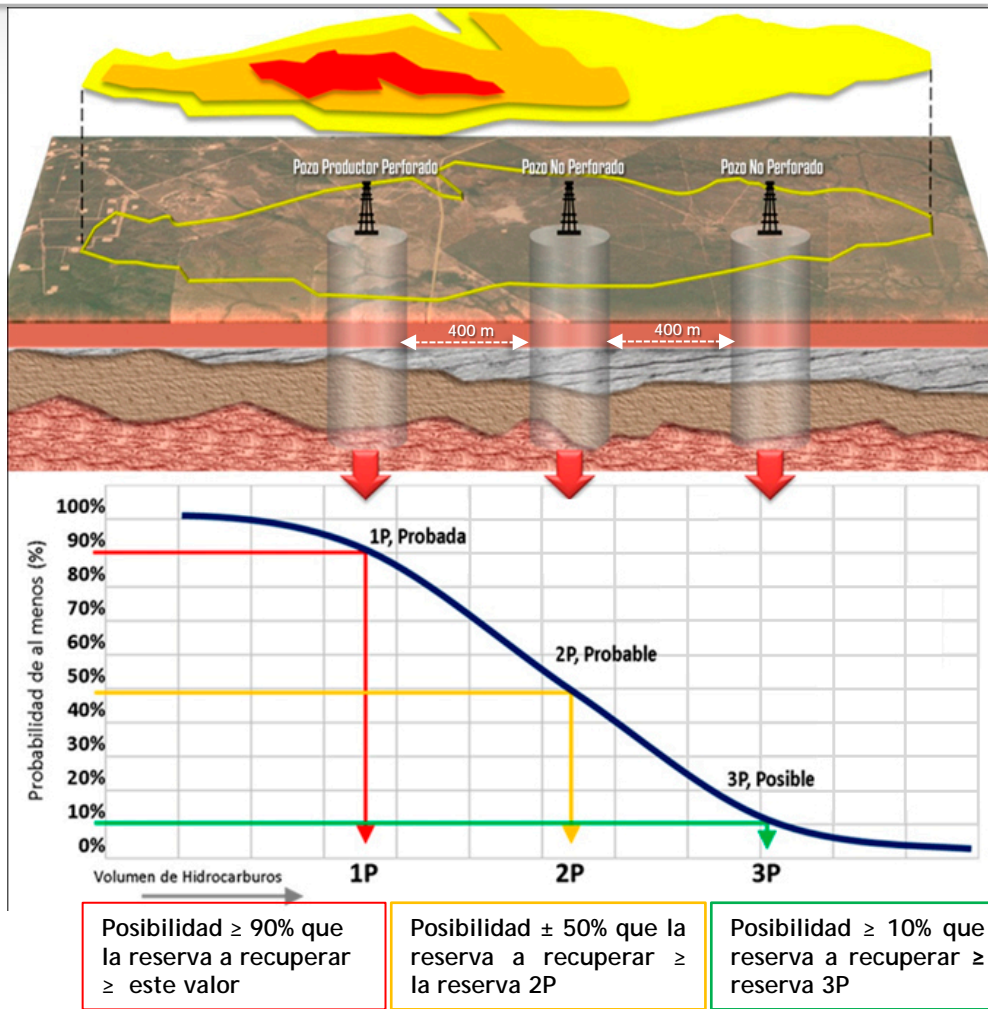 Pozo Productor Perforado
Pozo No Perforado
Pozo No Perforado
400 m
400 m
Probabilidad de al menos (%)
100%
90%
80%
70%
60%
50%
40%
30%
20%
10%
0%
1P, Probada
2P, Probable
3P, Posible
Volumen de Hidrocarburos
1P
2P
3P
Posibilidad ≥ 90% que
la reserva a recuperar
≥ este valor
Posibilidad ± 50% que la
reserva a recuperar ≥
la reserva 2P
Posibilidad ≥ 10% que
reserva a recuperar ≥
reserva 3P